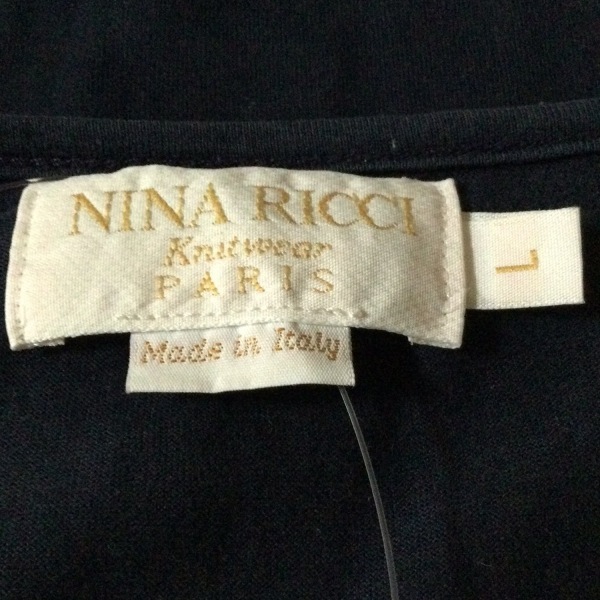 NINA RICCI
Knitwear
PARIS
L
Made in Italy